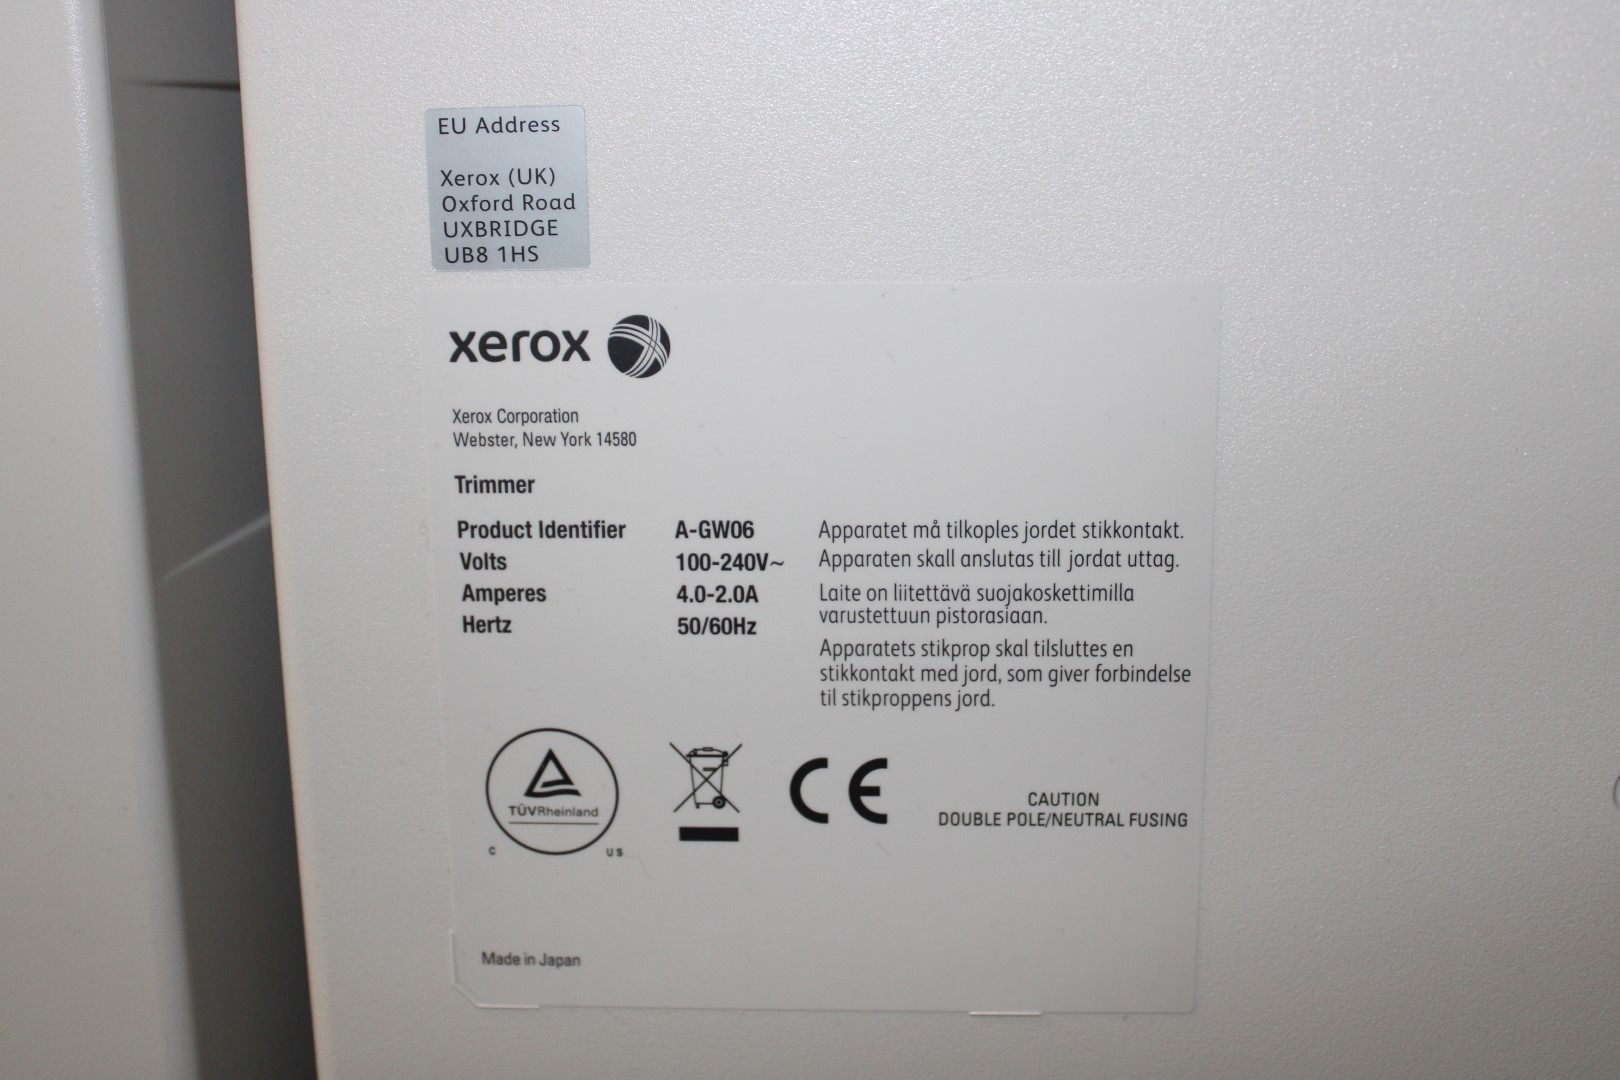 EU Address
Xerox (UK)
Oxford Road
UXBRIDGE
UB8 1HS
xerox
Xerox Corporation
Webster, New York 14580
Trimmer
Product Identifier A-GW06
Volts 100-240V~
Amperes 4.0-2.0A
Hertz 50/60Hz
Apparatet må tilkoples jordet stikkontakt.
Apparaten skall anslutas till jordat uttag.
Laite on liitettävä suojakoskettimilla
varustettuun pistorasiaan.
Apparatets stikprop skal tilsluttes en
stikkontakt med jord, som giver forbindelse
til stikproppens jord.
TÜVRheinland
C US
CE
CAUTION
DOUBLE POLE/NEUTRAL FUSING
Made in Japan